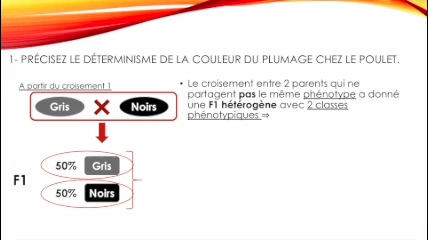 1- PRÉCISEZ LE DÉTERMINISME DE LA COULEUR DU PLUMAGE CHEZ LE POULET.
A partir du croisement 1
Gris Noirs
• Le croisement entre 2 parents qui ne
partagent pas le même phénotype a donné
une F1 hétérogène avec 2 classes
phénotypiques ⇒
F1
50% Gris
50% Noirs